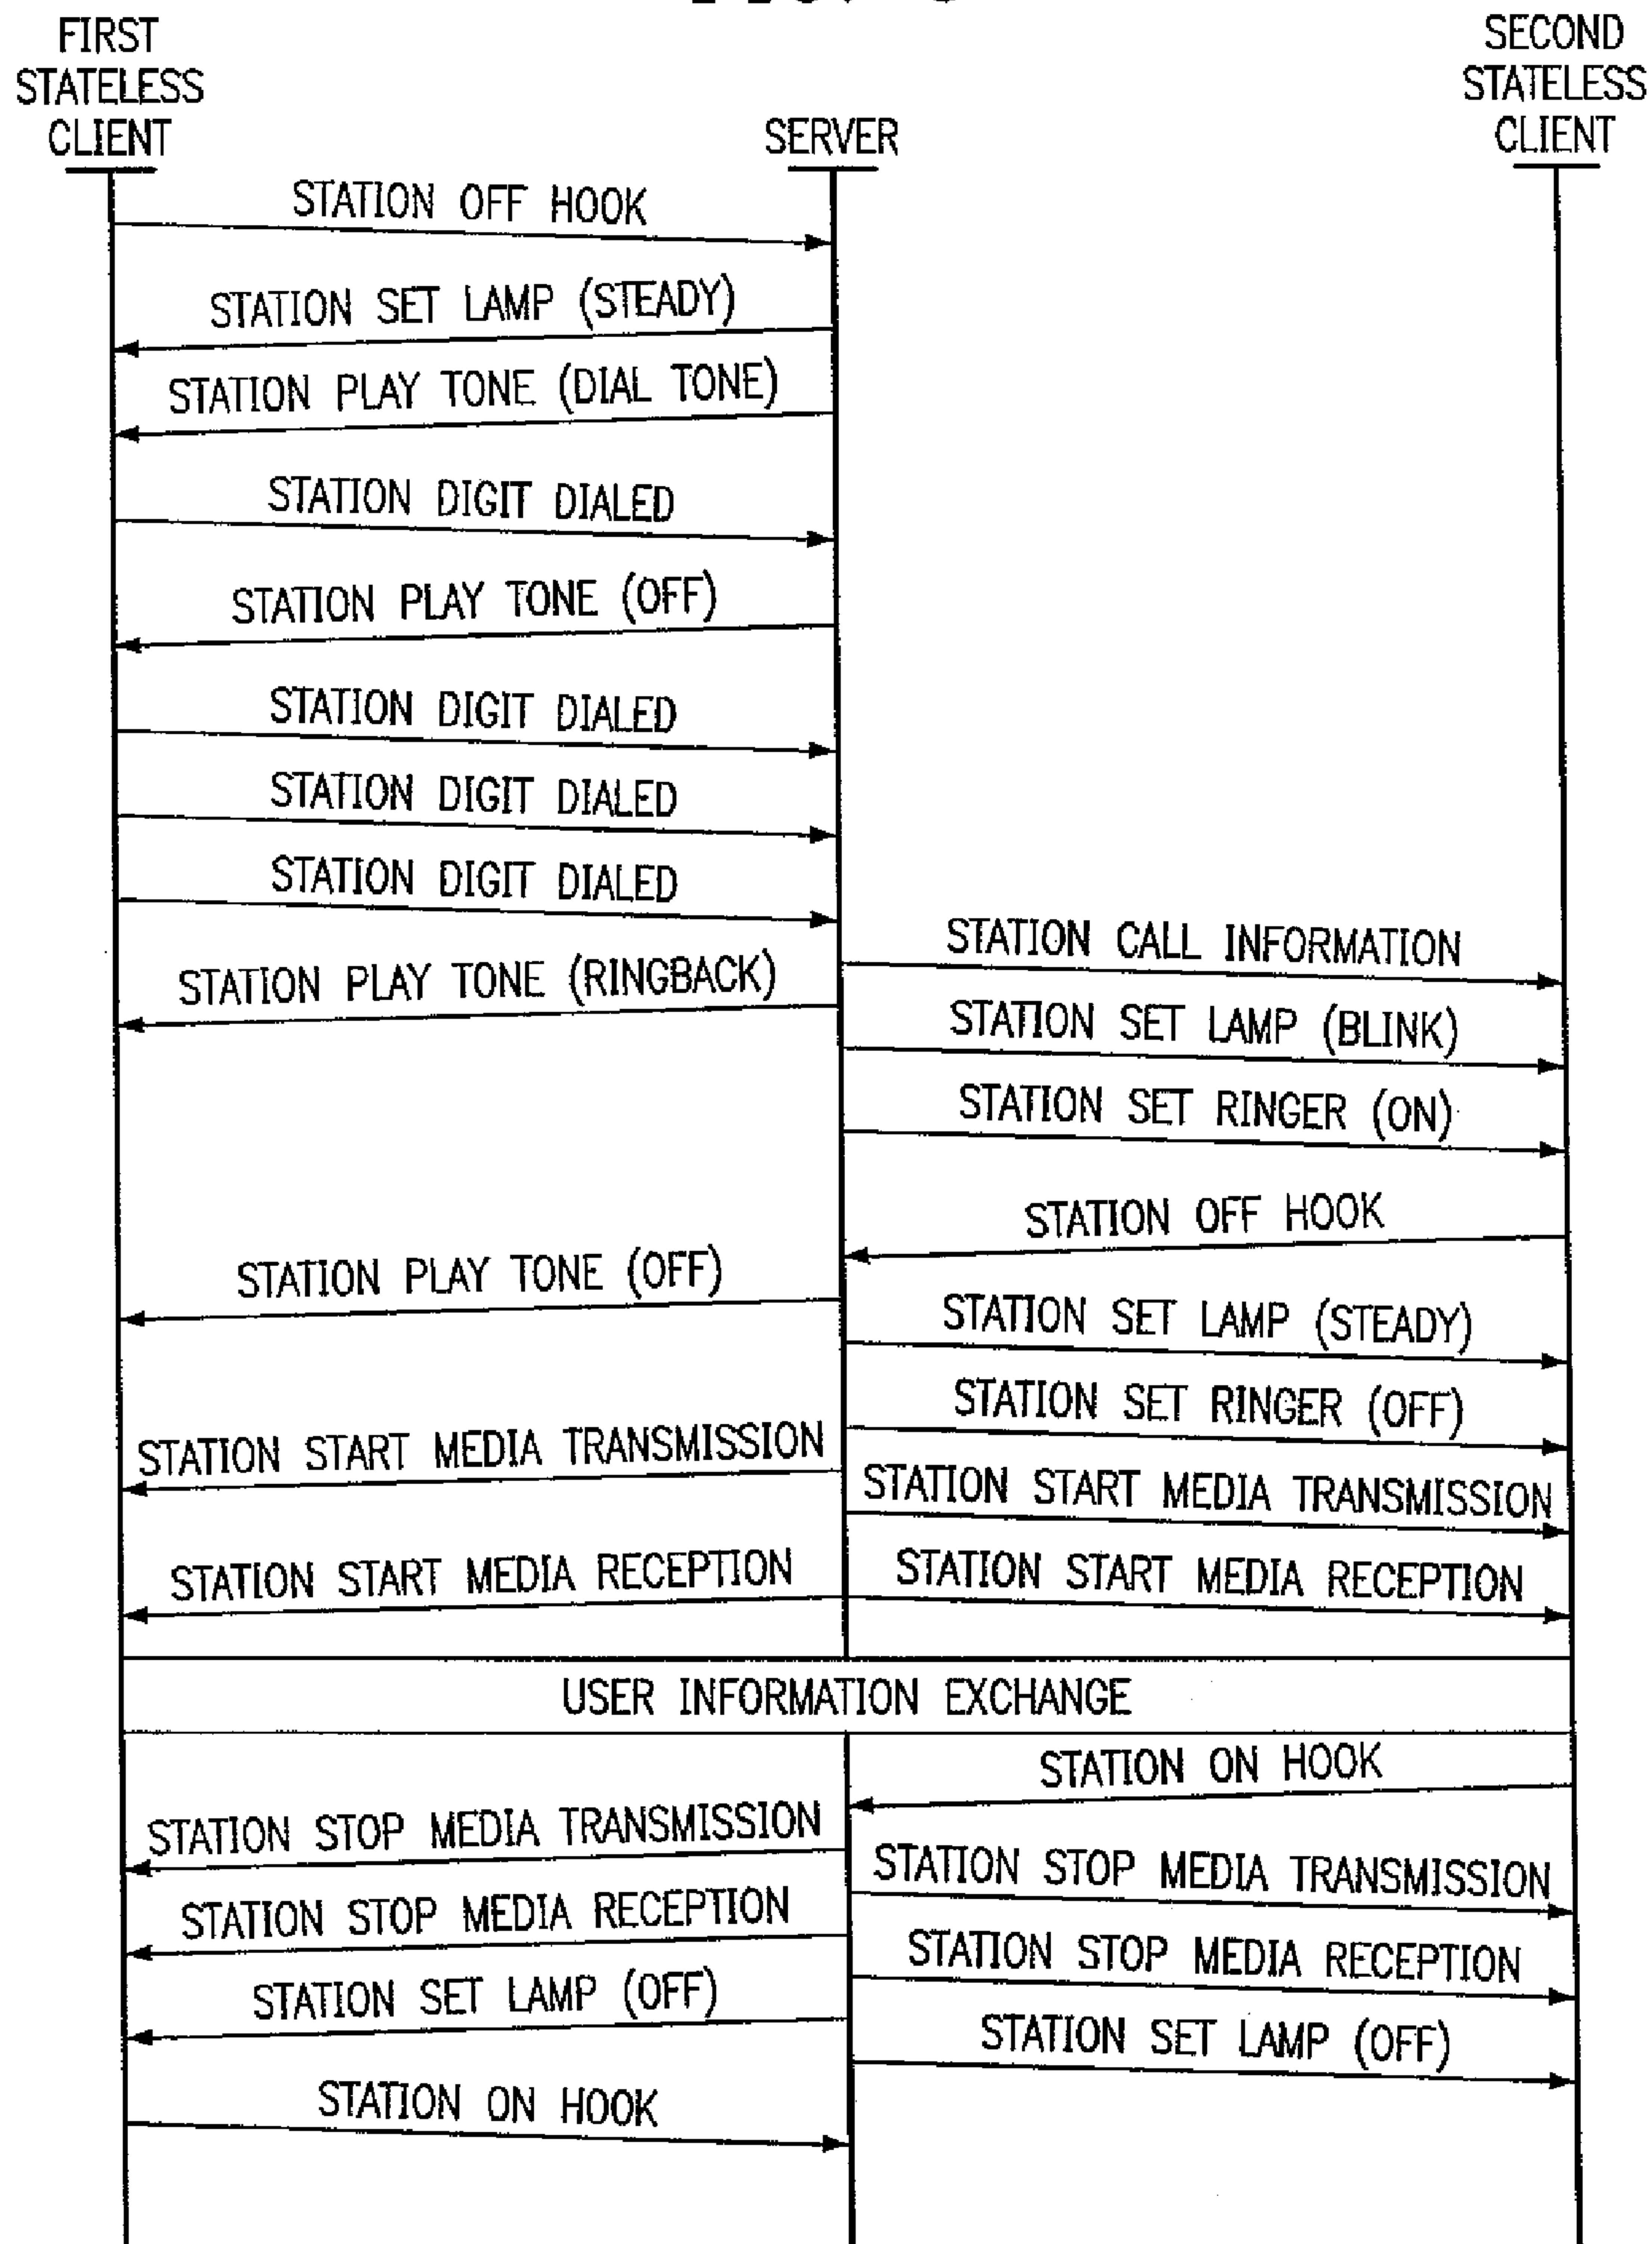 FIRST
STATELESS
CLIENT
SERVER
SECOND
STATELESS
CLIENT
STATION OFF HOOK
STATION SET LAMP (STEADY)
STATION PLAY TONE (DIAL TONE)
STATION DIGIT DIALED
STATION PLAY TONE (OFF)
STATION DIGIT DIALED
STATION DIGIT DIALED
STATION DIGIT DIALED
STATION CALL INFORMATION
STATION PLAY TONE (RINGBACK)
STATION SET LAMP (BLINK)
STATION SET RINGER (ON)
STATION OFF HOOK
STATION PLAY TONE (OFF)
STATION SET LAMP (STEADY)
STATION SET RINGER (OFF)
STATION START MEDIA TRANSMISSION
STATION START MEDIA TRANSMISSION
STATION START MEDIA RECEPTION
STATION START MEDIA RECEPTION
USER INFORMATION EXCHANGE
STATION ON HOOK
STATION STOP MEDIA TRANSMISSION
STATION STOP MEDIA TRANSMISSION
STATION STOP MEDIA RECEPTION
STATION STOP MEDIA RECEPTION
STATION SET LAMP (OFF)
STATION SET LAMP (OFF)
STATION ON HOOK